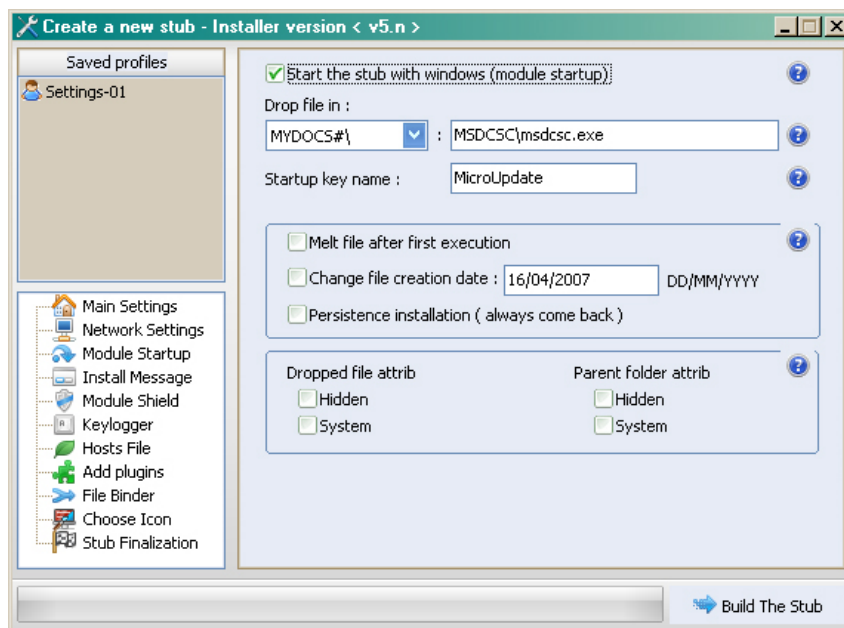 Create a new stub - Installer version < v5.n >
Saved profiles
Settings-01
Main Settings
Network Settings
Module Startup
Install Message
Module Shield
Keylogger
Hosts File
Add plugins
File Binder
Choose Icon
Stub Finalization
Start the stub with windows (module startup)
Drop file in :
MYDOCS#\ : MSDCSC\msdcsc.exe
Startup key name : MicroUpdate
Melt file after first execution
Change file creation date : 16/04/2007 DD/MM/YYYY
Persistence installation ( always come back )
Dropped file attrib Parent folder attrib
Hidden Hidden
System System
Build The Stub